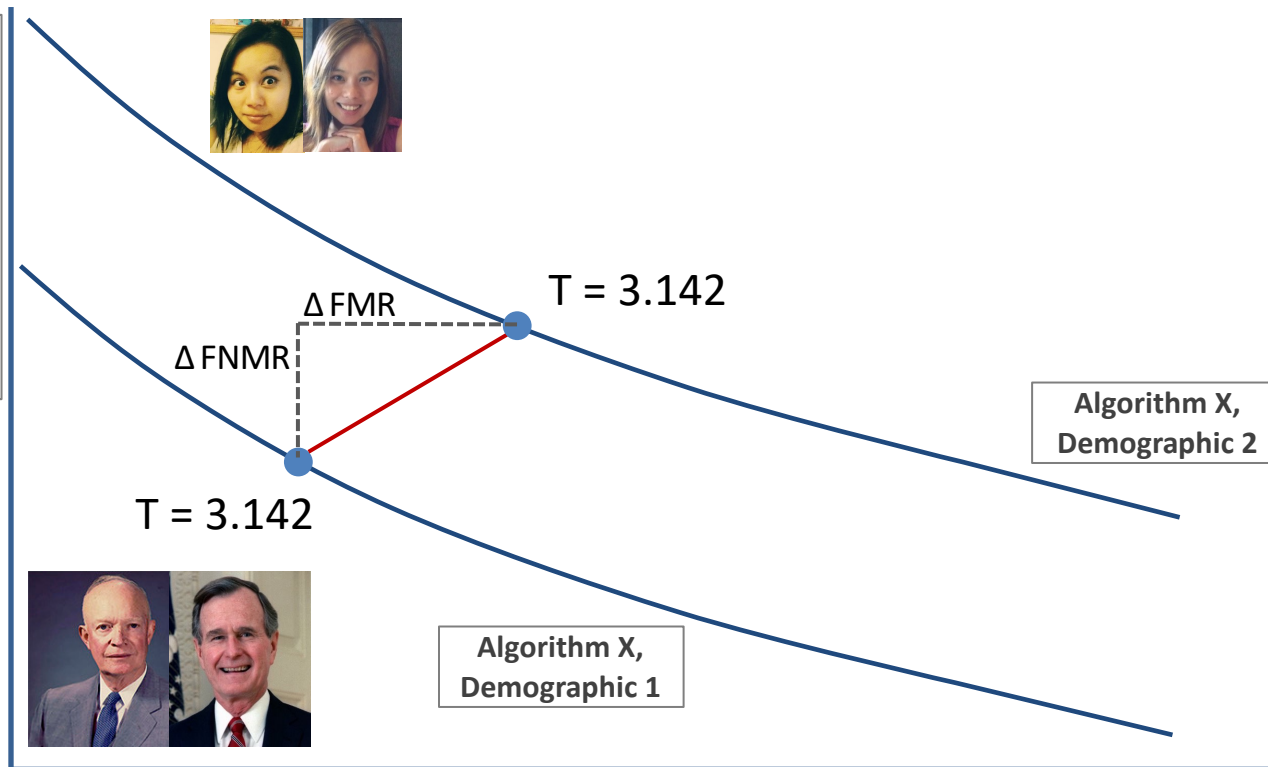 T = 3.142
Δ FMR
Δ FNMR
Algorithm X,
Demographic 2
T = 3.142
Algorithm X,
Demographic 1